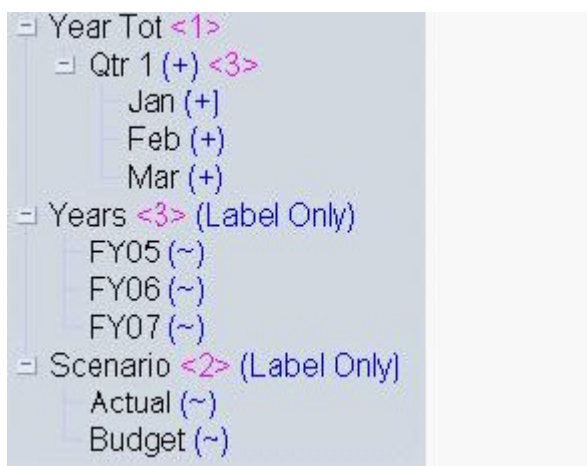 Year Tot <1>
Qtr 1 (+) <3>
Jan (+]
Feb (+)
Mar (+)
Years <3> (Label Only)
FY05 (~)
FY06 (~)
FY07 (~)
Scenario <2> (Label Only)
Actual (~)
Budget (~)